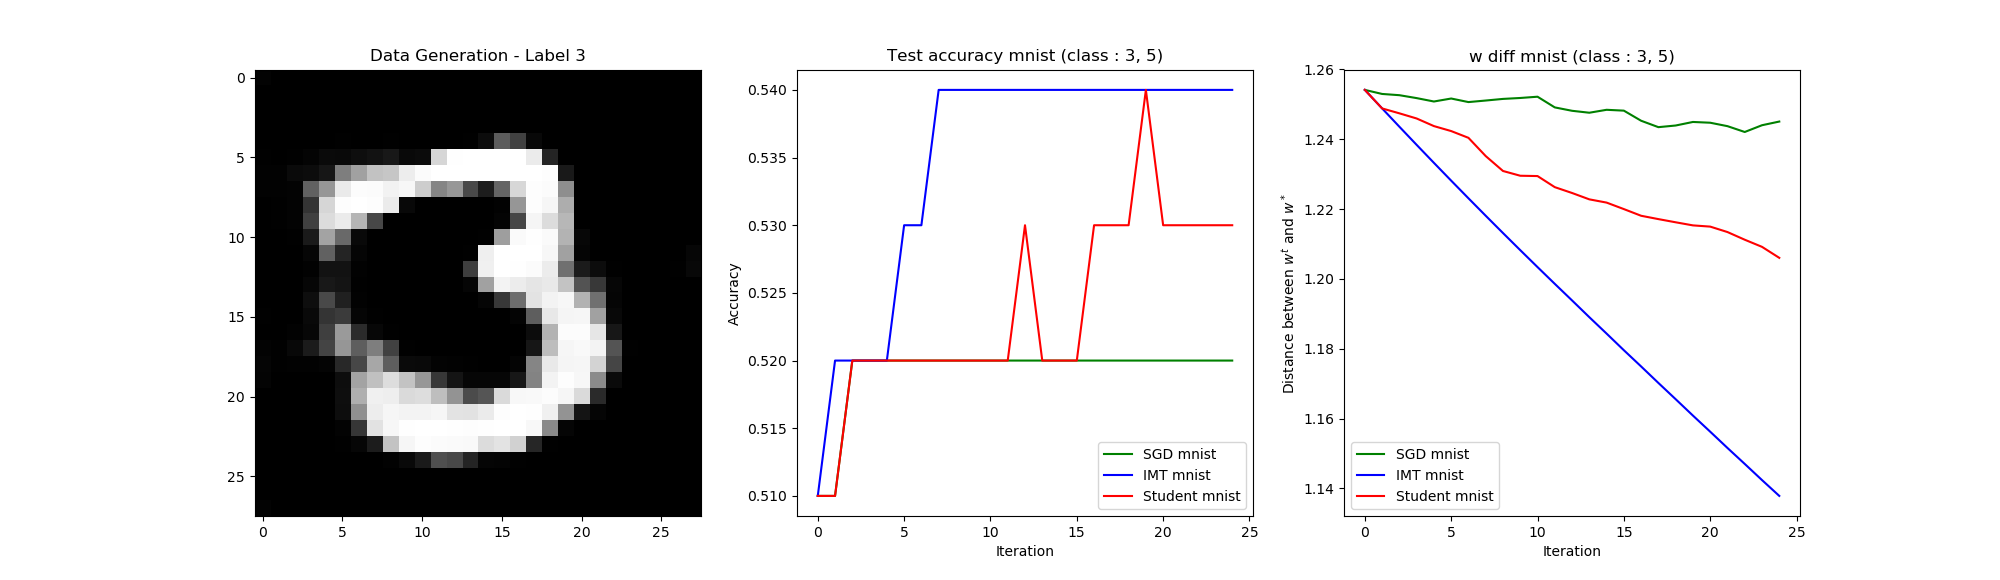 Data Generation - Label 3
0
5
10
15
20
25
0 5 10 15 20 25
Test accuracy mnist (class : 3, 5)
Accuracy
0.540
0.535
0.530
0.525
0.520
0.515
0.510
0 5 10 15 20 25
Iteration
SGD mnist
IMT mnist
Student mnist
w diff mnist (class : 3, 5)
Distance between w^t and w^*
1.26
1.24
1.22
1.20
1.18
1.16
1.14
0 5 10 15 20 25
Iteration
SGD mnist
IMT mnist
Student mnist